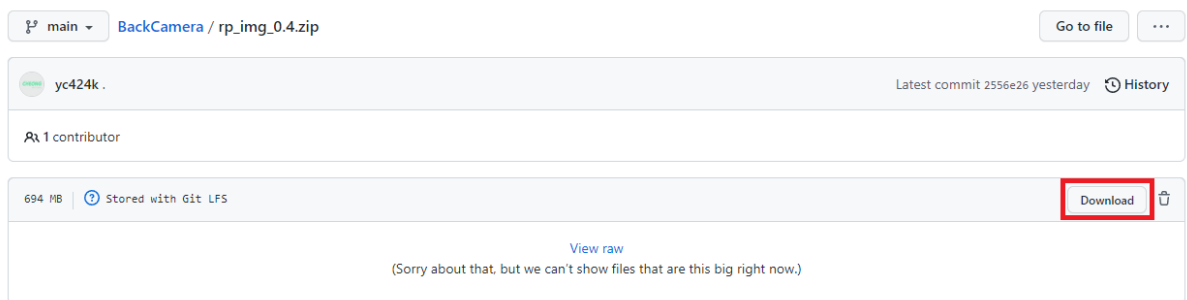 main BackCamera / rp_img_0.4.zip Go to file ...
yc424k . Latest commit 2556e26 yesterday History
1 contributor
694 MB Stored with Git LFS Download
View raw
(Sorry about that, but we can't show files that are this big right now.)